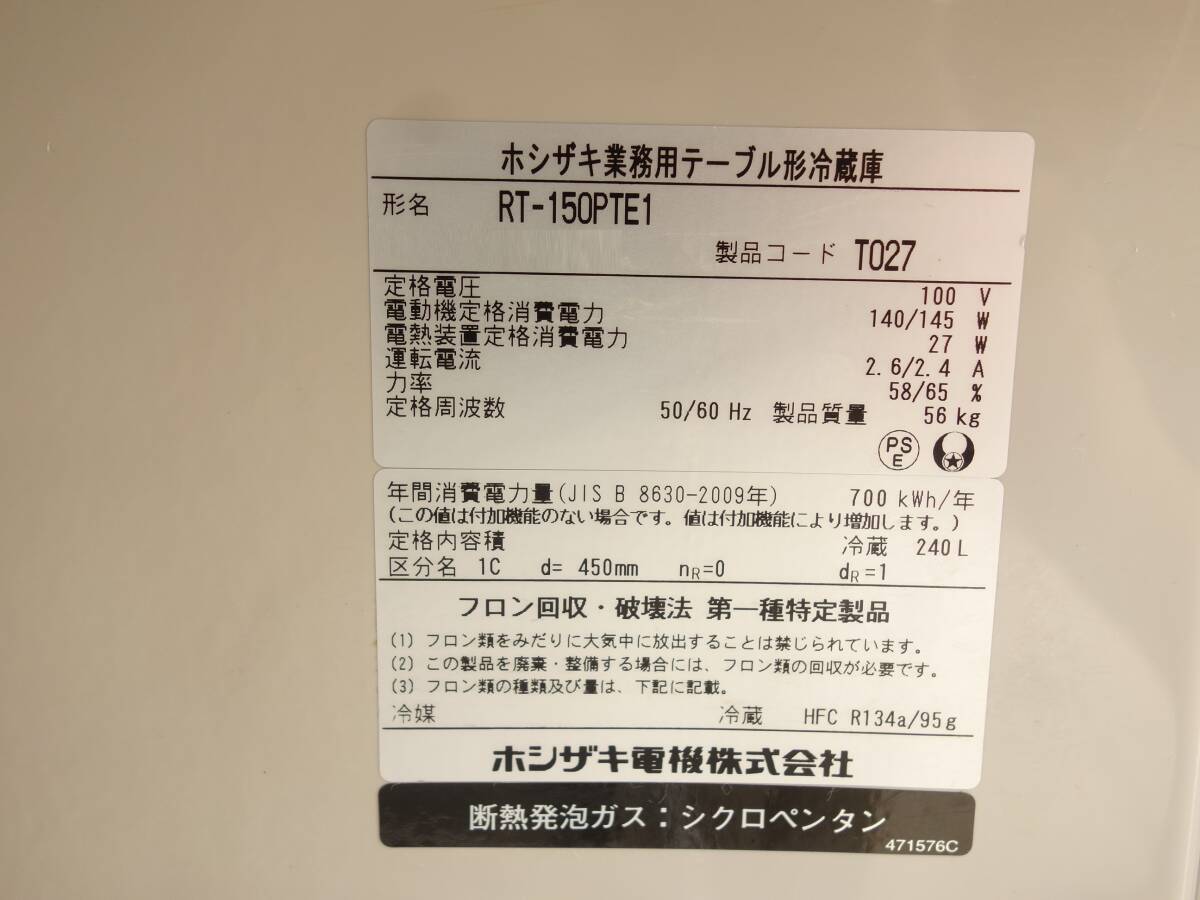 ホシザキ業務用テーブル形冷蔵庫
形名 RT-150PTE1
製品コード T027
定格電圧 100 V
電動機定格消費電力 140/145 W
電熱装置定格消費電力 27 W
運転電流 2.6/2.4 A
力率 58/65 %
定格周波数 50/60 Hz 製品質量 56 kg
PS
E
年間消費電力量(JIS B 8630-2009年) 700 kWh/年
(この値は付加機能のない場合です。値は付加機能により増加します。)
定格内容積 冷蔵 240 L
区分名 1C d= 450mm nR=0 dR=1
フロン回収・破壊法 第一種特定製品
(1) フロン類をみだりに大気中に放出することは禁じられています。
(2) この製品を廃棄・整備する場合には、フロン類の回収が必要です。
(3) フロン類の種類及び量は、下記に記載。
冷媒 冷蔵 HFC R134a/95g
ホシザキ電機株式会社
断熱発泡ガス：シクロペンタン
471576C